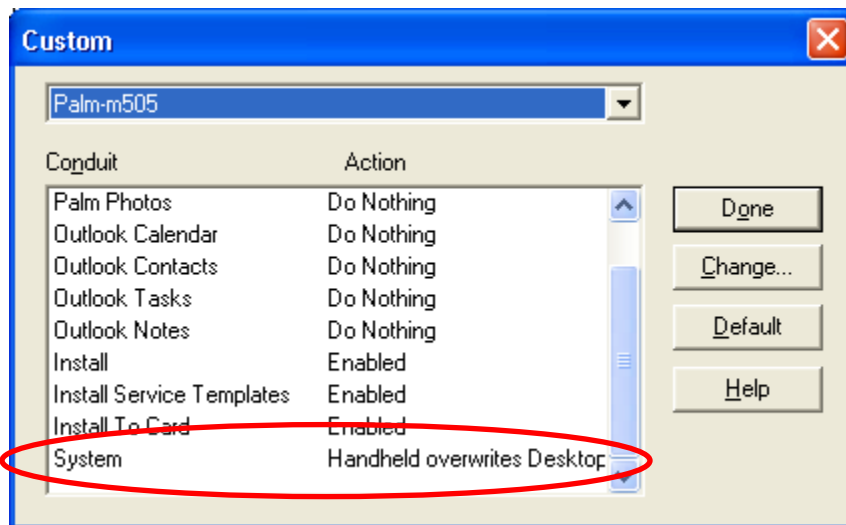 Custom
Palm-m505
Conduit Action
Palm Photos Do Nothing
Outlook Calendar Do Nothing
Outlook Contacts Do Nothing
Outlook Tasks Do Nothing
Outlook Notes Do Nothing
Install Enabled
Install Service Templates Enabled
Install To Card Enabled
System Handheld overwrites Desktop
Done
Change...
Default
Help